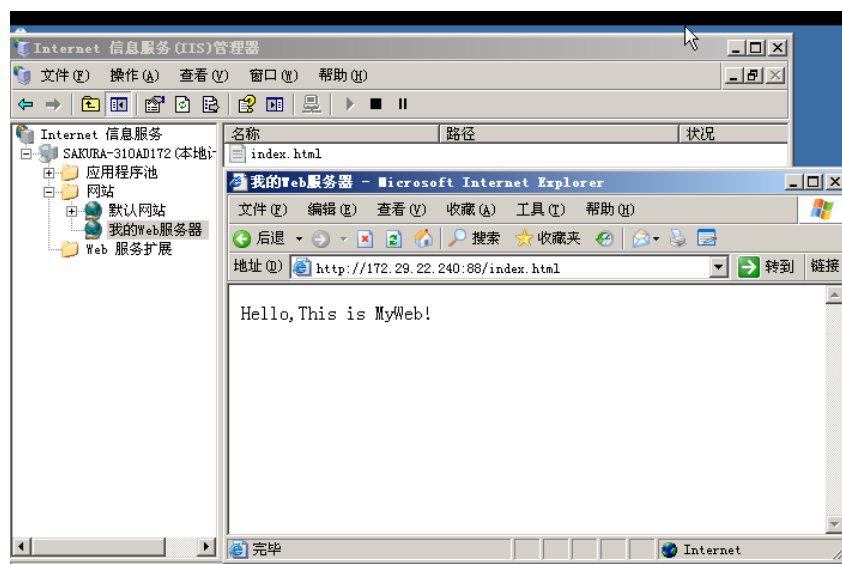 Internet 信息服务(IIS)管理器
文件(F) 操作(A) 查看(V) 窗口(W) 帮助(H)
Internet 信息服务
SAKURA-310AD172(本地计
应用程序池
网站
默认网站
我的Web服务器
Web 服务扩展
名称 路径 状况
index.html
我的Web服务器 - Microsoft Internet Explorer
文件(F) 编辑(E) 查看(V) 收藏(A) 工具(T) 帮助(H)
后退 搜索 收藏夹
地址(D) http://172.29.22.240:88/index.html 转到 链接
Hello,This is MyWeb!
完毕 Internet